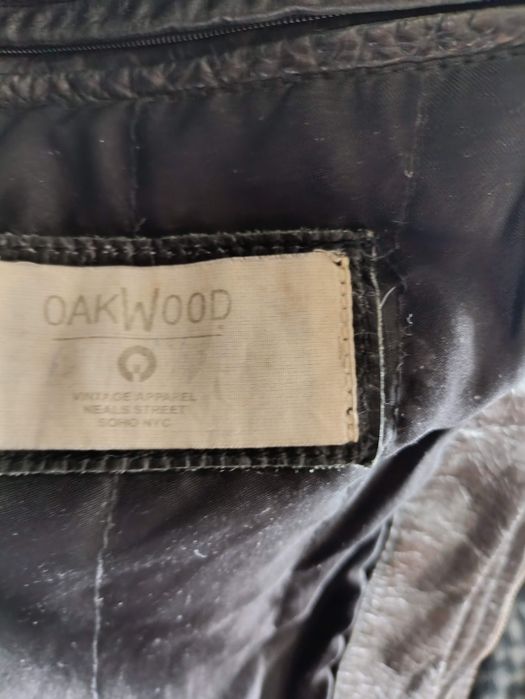 OAKWOOD
VINTAGE APPAREL
NEALS STREET
SOHO NYC